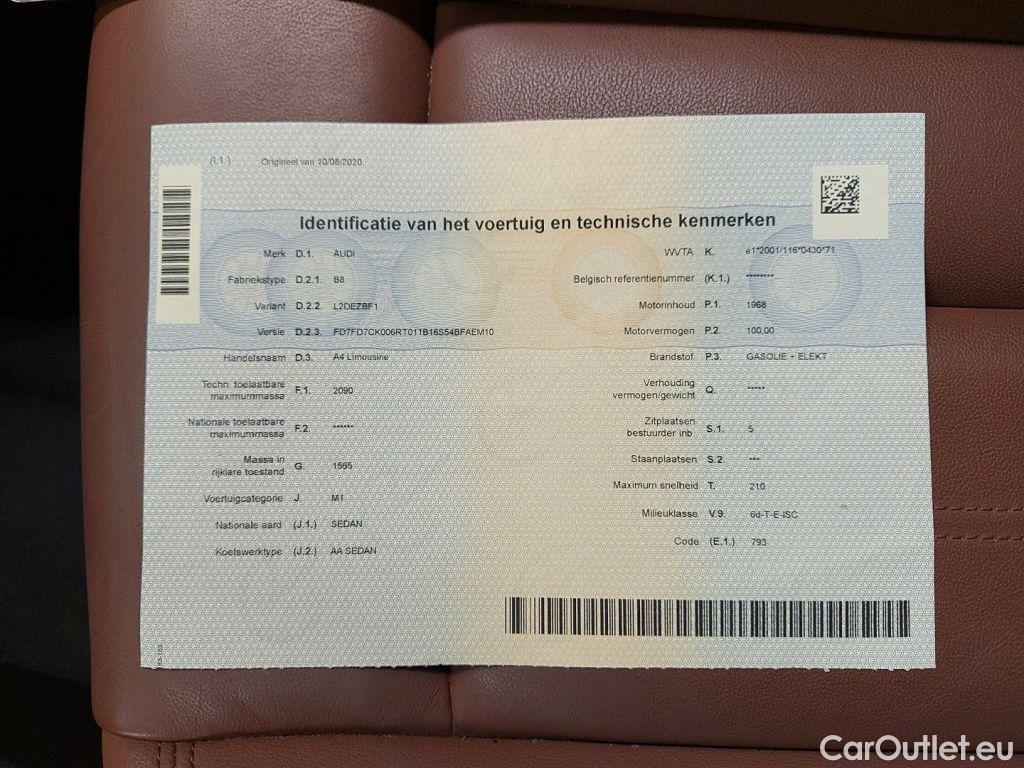 (I.1.) Origineel van 10/08/2020
Identificatie van het voertuig en technische kenmerken
Merk D.1. AUDI
Fabriekstype D.2.1. B8
Variant D.2.2. L2DEZBF1
Versie D.2.3. FD7FD7CK006RT011B16S54BFAEM10
Handelsnaam D.3. A4 Limousine
Techn. toelaatbare
maximummassa F.1. 2090
Nationale toelaatbare
maximummassa F.2. ******
Massa in
rijklare toestand G. 1565
Voertuigcategorie J. M1
Nationale aard (J.1.) SEDAN
Koetswerktype (J.2.) AA SEDAN
WVTA K. e1*2001/116*0430*71
Belgisch referentienummer (K.1.) ********
Motorinhoud P.1. 1968
Motorvermogen P.2. 100,00
Brandstof P.3. GASOLIE + ELEKT
Verhouding
vermogen/gewicht Q. *****
Zitplaatsen
bestuurder inb. S.1. 5
Staanplaatsen S.2. ***
Maximum snelheid T. 210
Milieuklasse V.9. 6d-T-E-ISC
Code (E.1.) 793
CarOutlet.eu